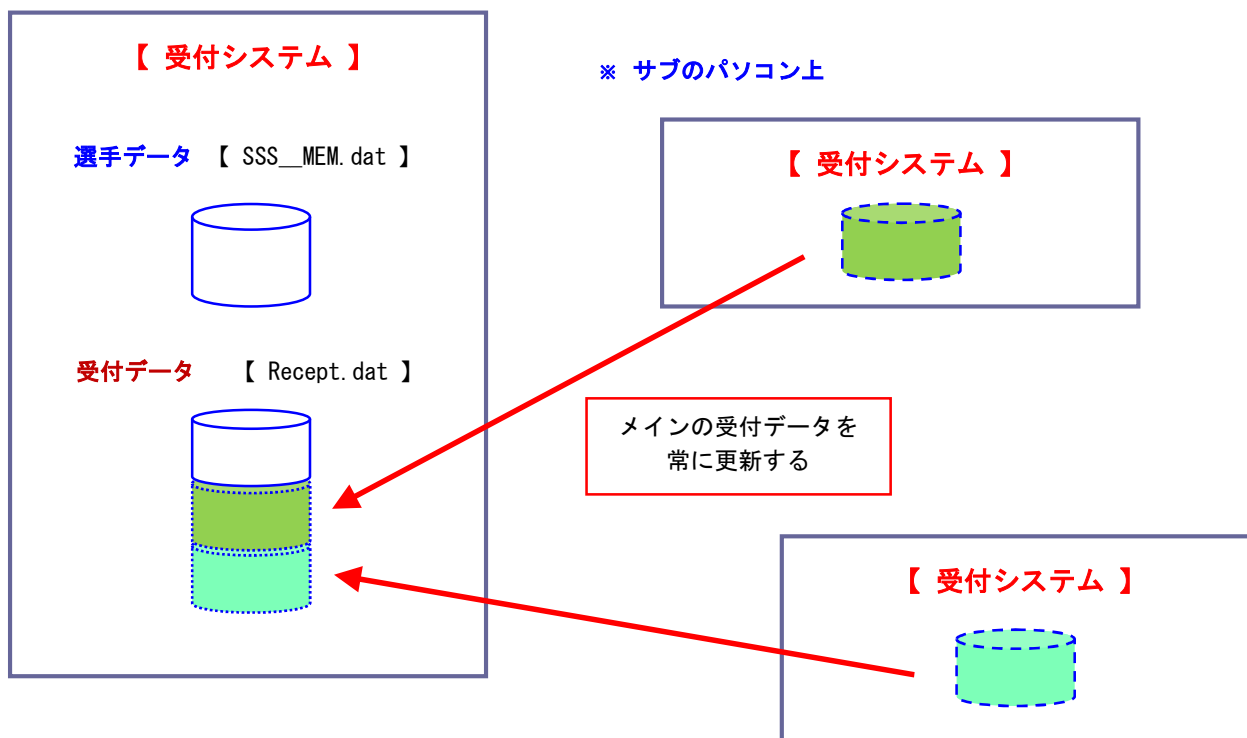 【 受付システム 】
※ サブのパソコン上
選手データ 【 SSS__MEM.dat 】
【 受付システム 】
受付データ 【 Recept.dat 】
メインの受付データを
常に更新する
【 受付システム 】